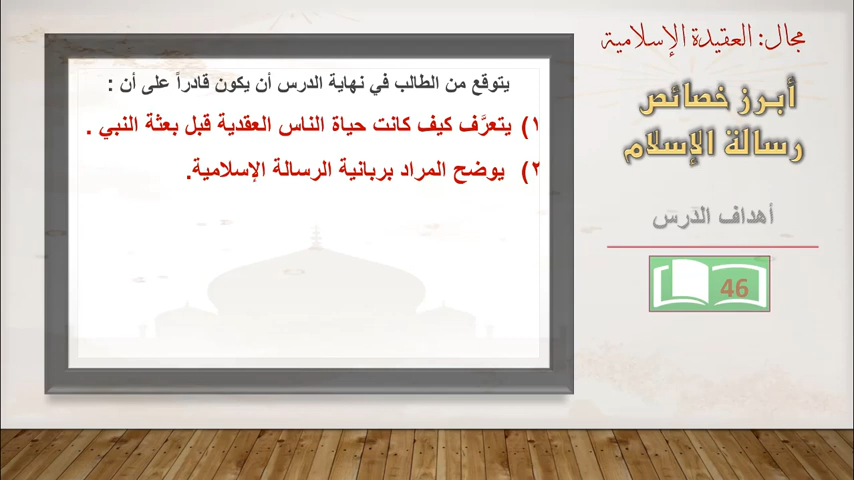 مجال: العقيدة الإسلامية
أبرز خصائص
رسالة الإسلام
أهداف الدرس
46
يتوقع من الطالب في نهاية الدرس أن يكون قادراً على أن :
١) يتعرَّف كيف كانت حياة الناس العقدية قبل بعثة النبي .
٢) يوضح المراد بربانية الرسالة الإسلامية.